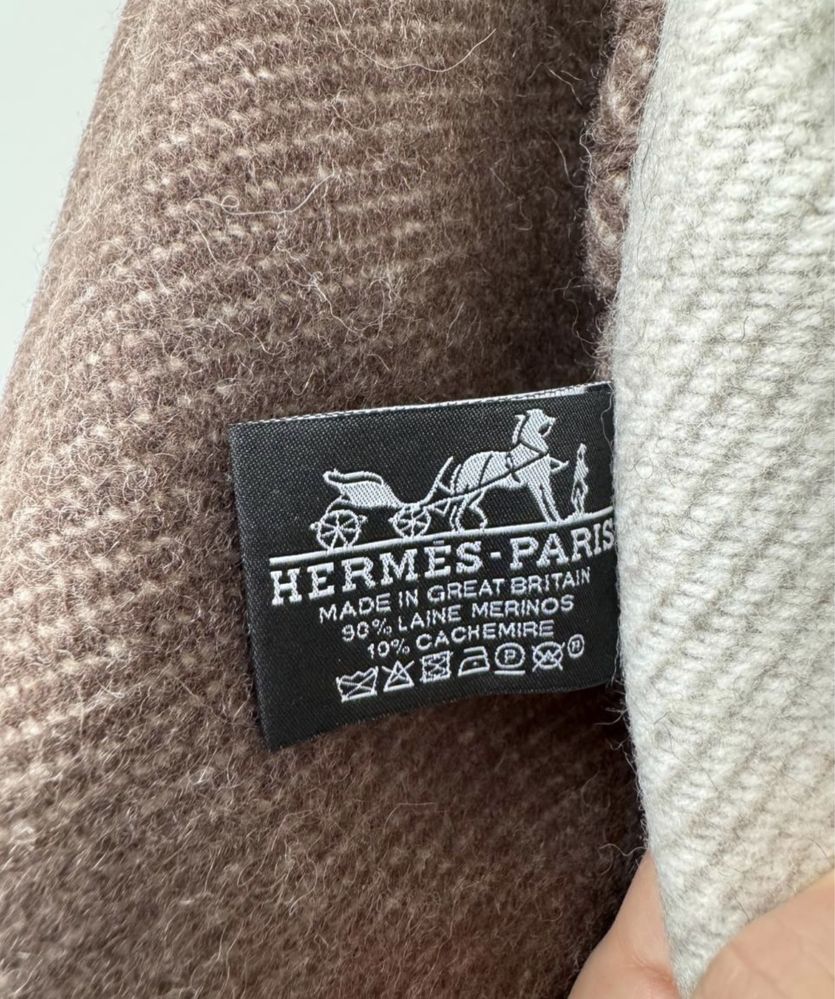 HERMÈS-PARIS
MADE IN GREAT BRITAIN
90% LAINE MERINOS
10% CACHEMIRE
P